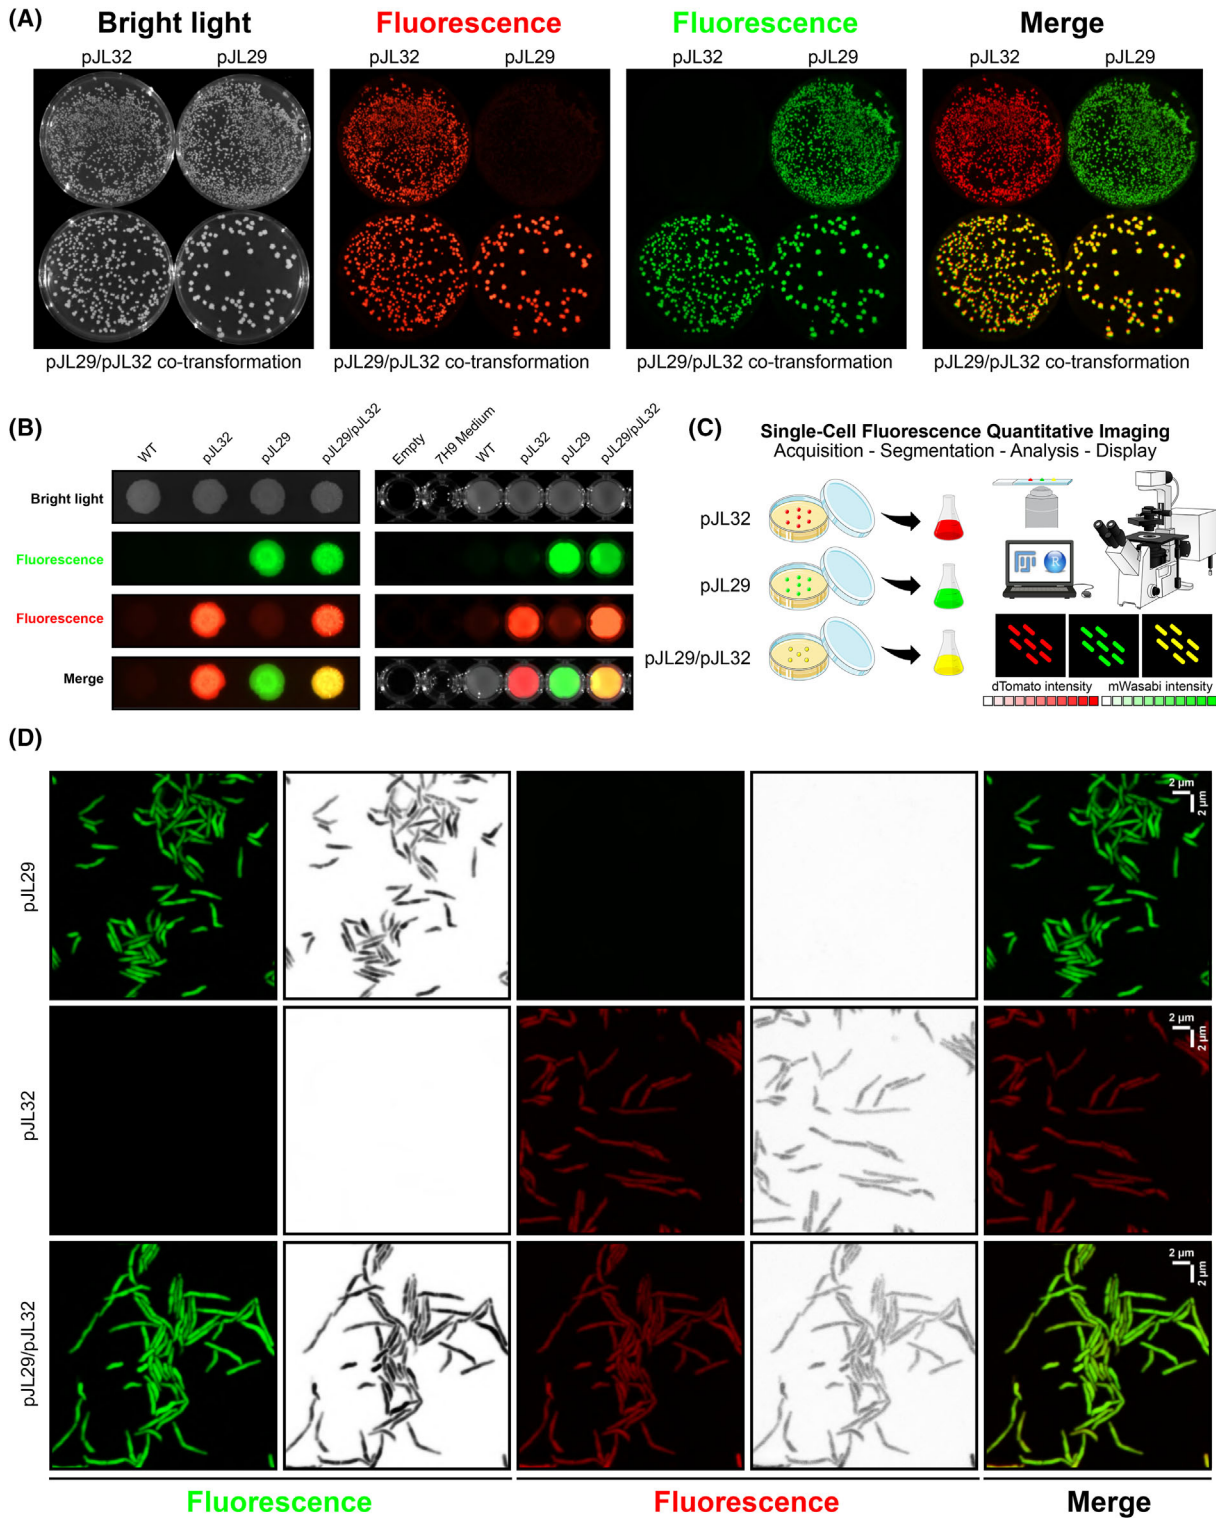 (A)
Bright light Fluorescence Fluorescence Merge
pJL32 pJL29 pJL32 pJL29 pJL32 pJL29 pJL32 pJL29
pJL29/pJL32 co-transformation pJL29/pJL32 co-transformation pJL29/pJL32 co-transformation pJL29/pJL32 co-transformation
(B)
WT pJL32 pJL29 pJL29/pJL32 Empty 7H9 Medium WT pJL32 pJL29 pJL29/pJL32
Bright light
Fluorescence
Fluorescence
Merge
(C)
Single-Cell Fluorescence Quantitative Imaging
Acquisition - Segmentation - Analysis - Display
pJL32
pJL29
pJL29/pJL32
FIJI R
dTomato intensity mWasabi intensity
(D)
pJL29
2 µm
2 µm
pJL32
2 µm
2 µm
pJL29/pJL32
2 µm
2 µm
Fluorescence Fluorescence Merge